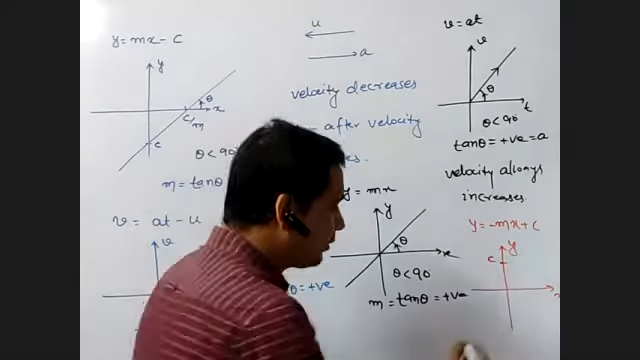 y = mx - c
y
θ
x
c/m
c
θ < 90
m = tanθ
v = at - u
v
θ = +ve
u
a
velocity decreases
after velocity
y = mx
y
θ
x
θ < 90
m = tanθ = +ve
v = at
v
θ
t
θ < 90
tanθ = +ve = a
velocity always
increases.
y = -mx + c
y
c